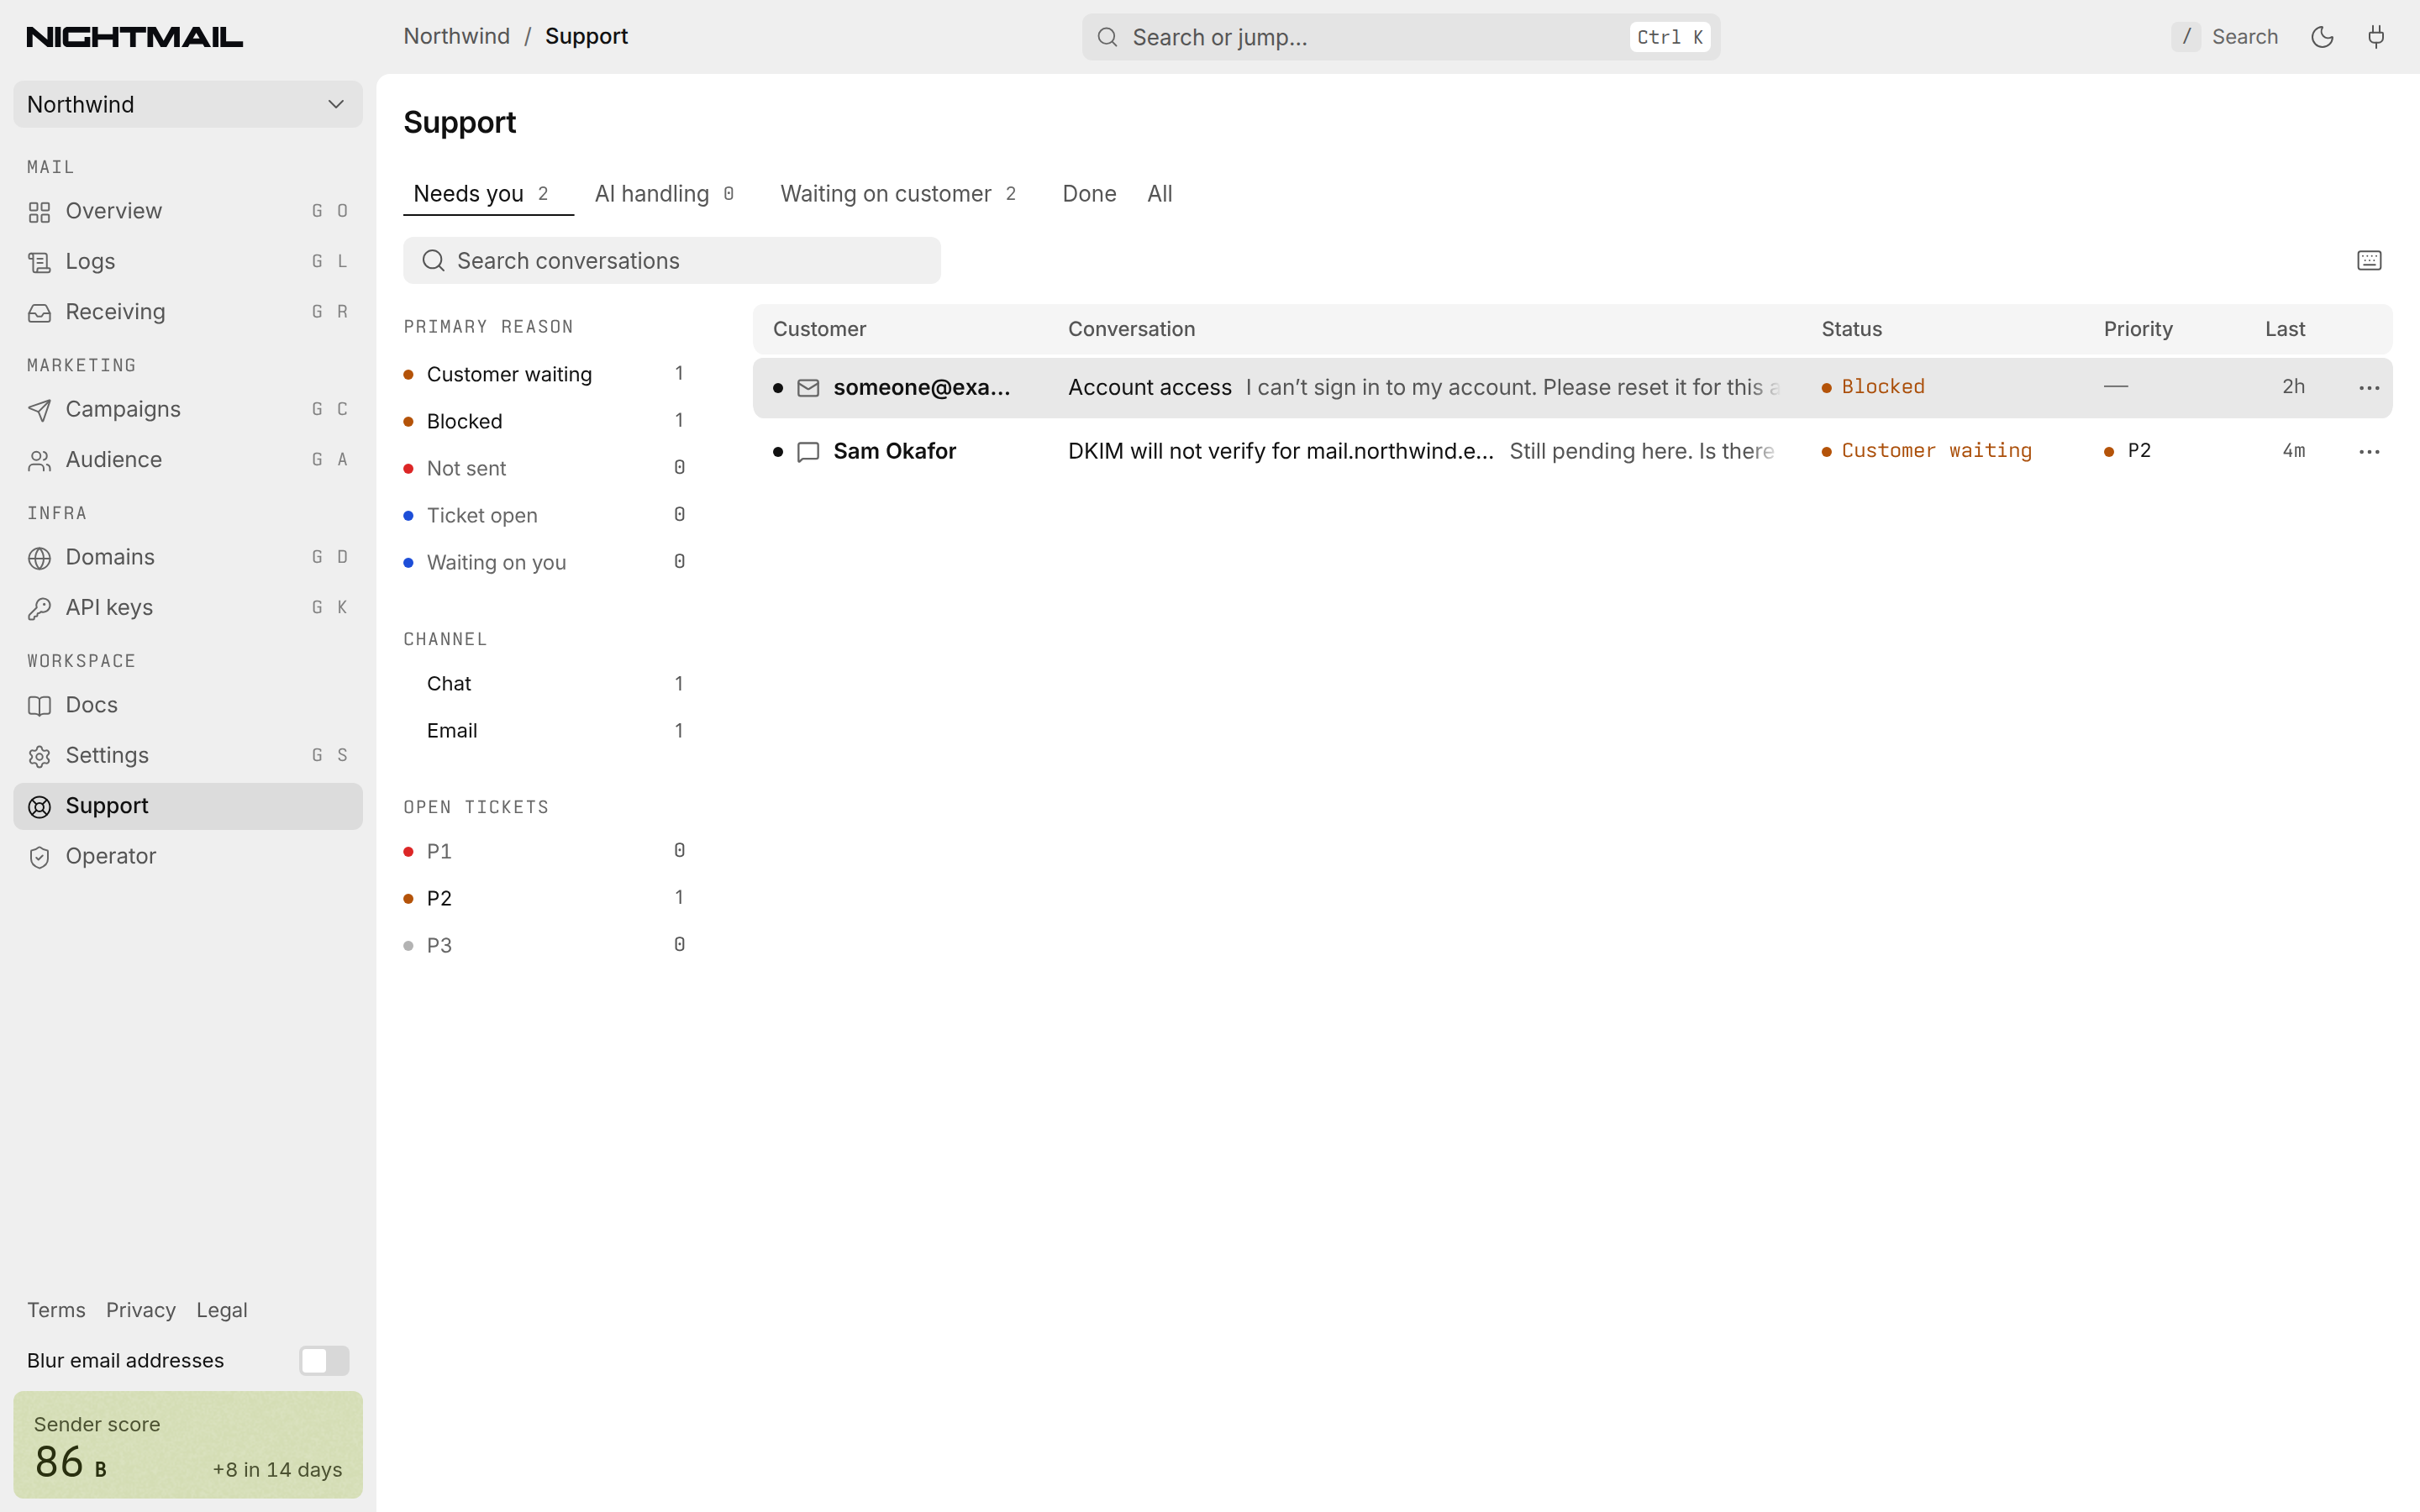 NIGHTMAIL
Northwind / Support
Search or jump... Ctrl K
/ Search
Northwind
MAIL
Overview G O
Logs G L
Receiving G R
MARKETING
Campaigns G C
Audience G A
INFRA
Domains G D
API keys G K
WORKSPACE
Docs
Settings G S
Support
Operator
Terms Privacy Legal
Blur email addresses
Sender score
86 B +8 in 14 days
Support
Needs you 2 AI handling 0 Waiting on customer 2 Done All
Search conversations
PRIMARY REASON
Customer waiting 1
Blocked 1
Not sent 0
Ticket open 0
Waiting on you 0
CHANNEL
Chat 1
Email 1
OPEN TICKETS
P1 0
P2 1
P3 0
Customer Conversation Status Priority Last
someone@exa... Account access I can’t sign in to my account. Please reset it for this a Blocked — 2h
Sam Okafor DKIM will not verify for mail.northwind.e... Still pending here. Is there Customer waiting P2 4m